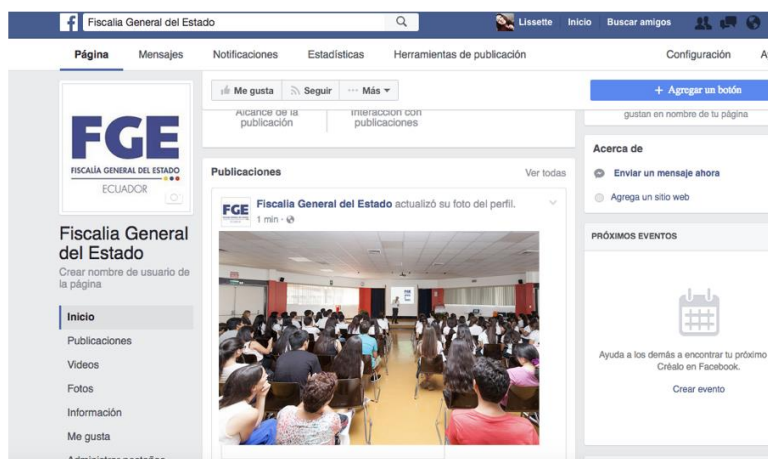 Fiscalia General del Estado
Lissette
Inicio
Buscar amigos
Página
Mensajes
Notificaciones
Estadísticas
Herramientas de publicación
Configuración
Me gusta
Seguir
Más
+ Agregar un botón
FGE
FISCALÍA GENERAL DEL ESTADO
ECUADOR
Alcance de la
publicación
Interacción con
publicaciones
gustan en nombre de tu página
Acerca de
Enviar un mensaje ahora
Agrega un sitio web
Publicaciones
Ver todas
FGE
Fiscalia General del Estado actualizó su foto del perfil.
1 min
FGE
Fiscalia General
del Estado
Crear nombre de usuario de
la página
PRÓXIMOS EVENTOS
Ayuda a los demás a encontrar tu próximo
Créalo en Facebook.
Crear evento
Inicio
Publicaciones
Videos
Fotos
Información
Me gusta
Administrar pestañas